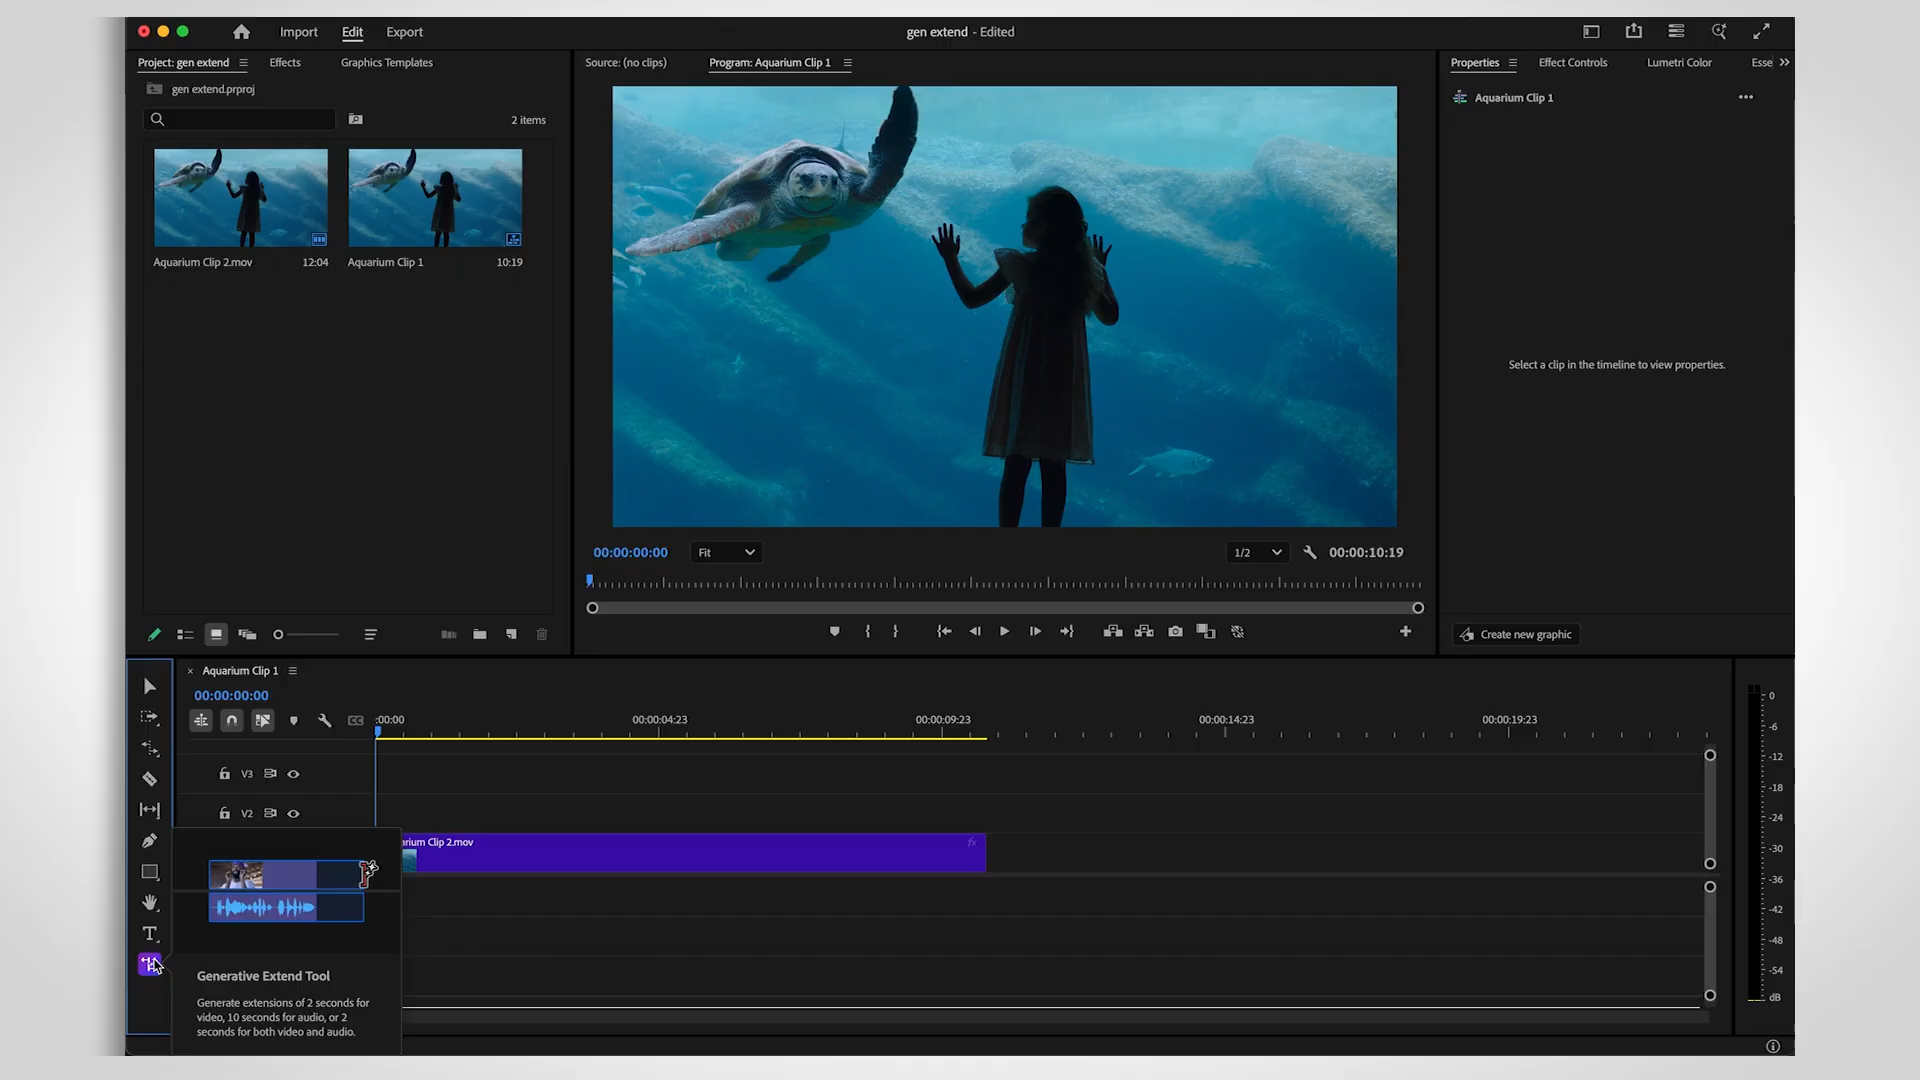 Import Edit Export
gen extend - Edited
Project: gen extend Effects Graphics Templates
Source: (no clips) Program: Aquarium Clip 1
Properties Effect Controls Lumetri Color Esse
gen extend.prproj
Aquarium Clip 1
2 items
Aquarium Clip 2.mov 12:04
Aquarium Clip 1 10:19
Select a clip in the timeline to view properties.
00:00:00:00 Fit 1/2 00:00:10:19
Create new graphic
Aquarium Clip 1
00:00:00:00
CC :00:00 00:00:04:23 00:00:09:23 00:00:14:23 00:00:19:23
V3
V2
arium Clip 2.mov fx
T
Generative Extend Tool
Generate extensions of 2 seconds for
video, 10 seconds for audio, or 2
seconds for both video and audio.
0
-6
-12
-18
-24
-30
-36
-42
-48
-54
dB